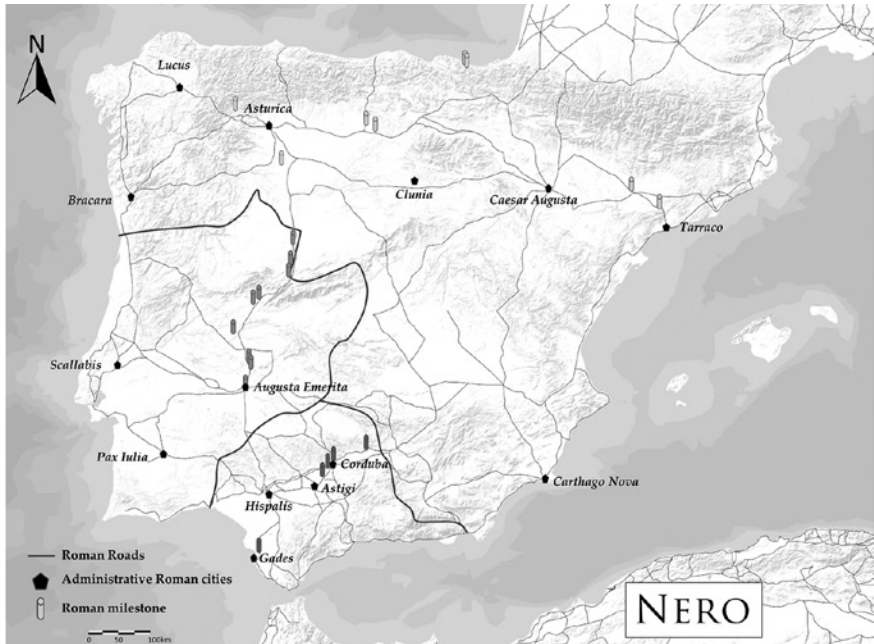 N
Lucus
Asturica
Bracara
Clunia
Caesar Augusta
Tarraco
Scallabis
Augusta Emerita
Pax Iulia
Corduba
Carthago Nova
Astigi
Hispalis
Gades
Roman Roads
Administrative Roman cities
Roman milestone
0 50 100km
NERO